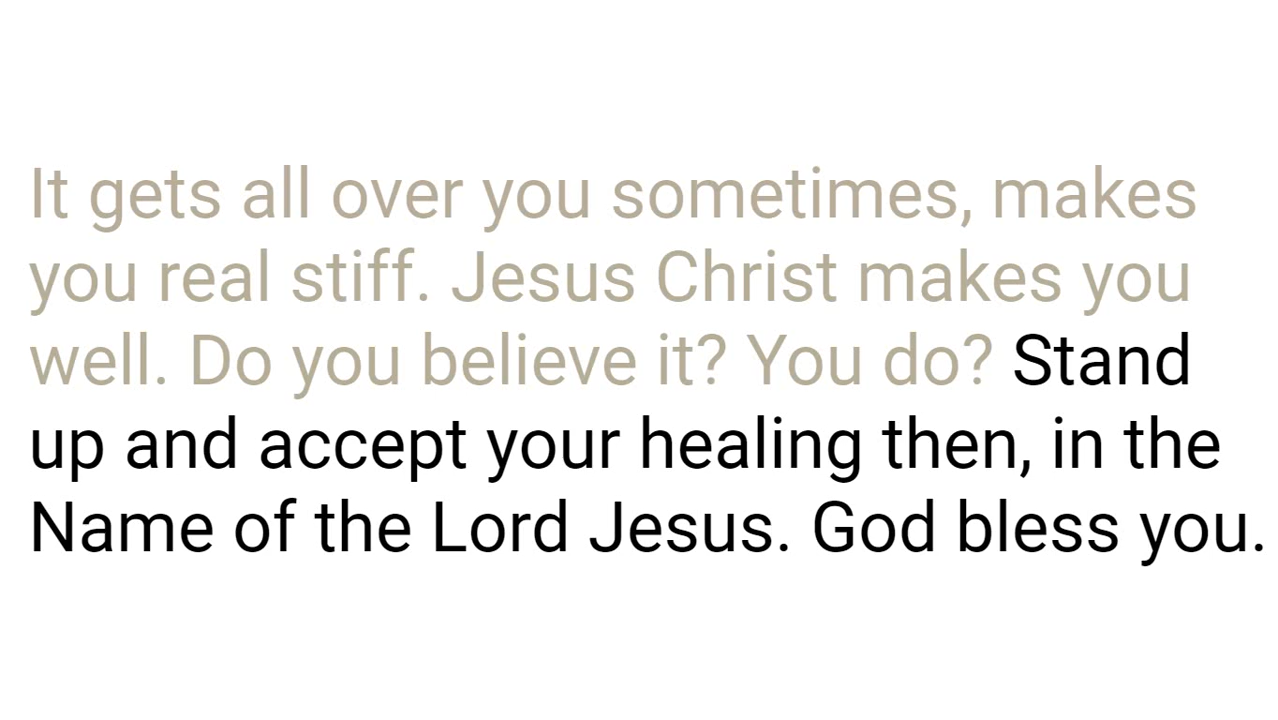 It gets all over you sometimes, makes
you real stiff. Jesus Christ makes you
well. Do you believe it? You do? Stand
up and accept your healing then, in the
Name of the Lord Jesus. God bless you.